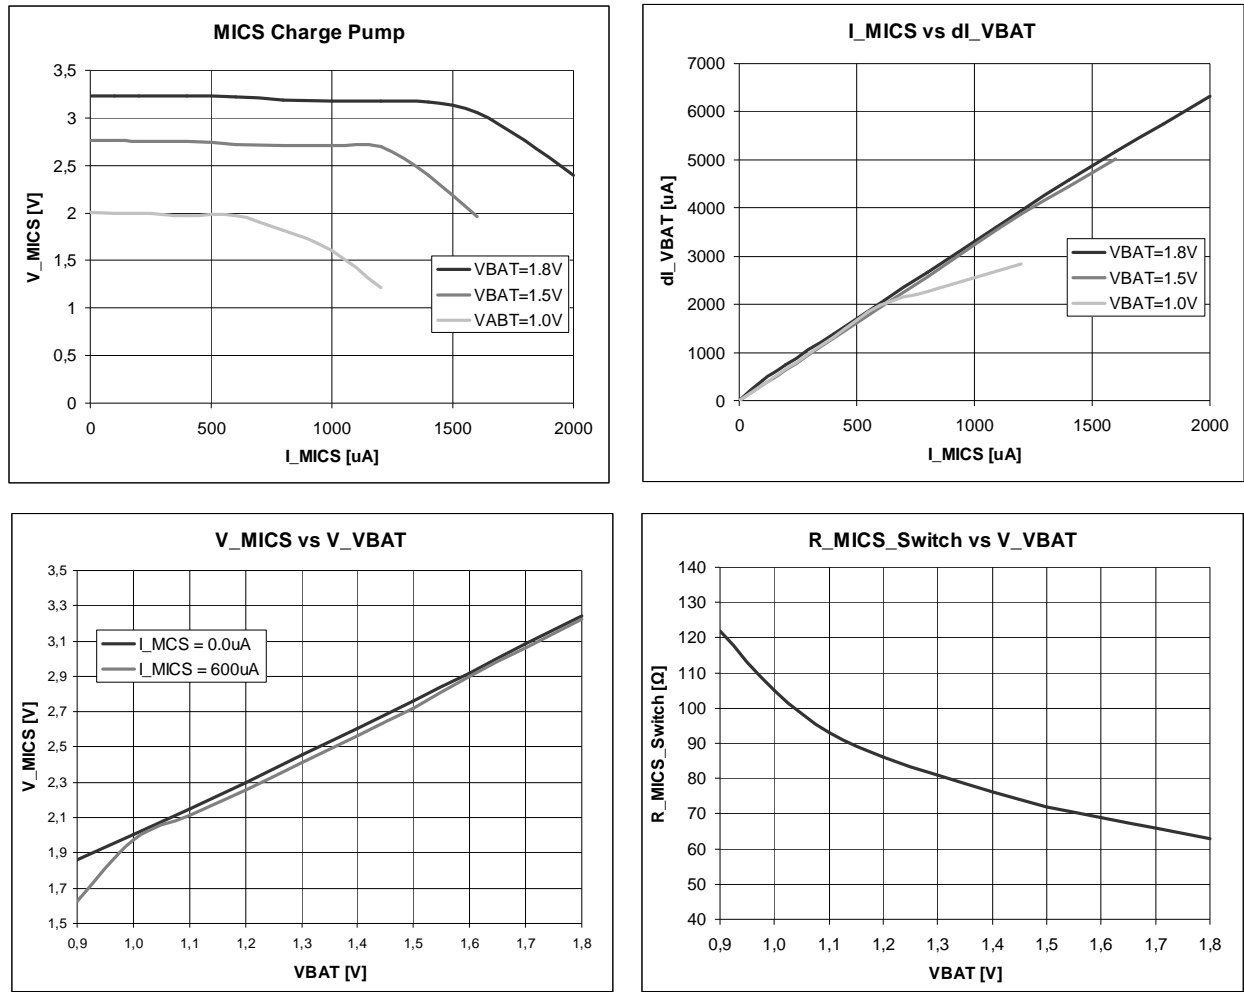 MICS Charge Pump
3,5
3
2,5
2
1,5
1
0,5
0
V_MICS [V]
0 500 1000 1500 2000
I_MICS [uA]
VBAT=1.8V
VBAT=1.5V
VABT=1.0V
I_MICS vs dI_VBAT
7000
6000
5000
4000
3000
2000
1000
0
dI_VBAT [uA]
0 500 1000 1500 2000
I_MICS [uA]
VBAT=1.8V
VBAT=1.5V
VBAT=1.0V
V_MICS vs V_VBAT
3,5
3,3
3,1
2,9
2,7
2,5
2,3
2,1
1,9
1,7
1,5
V_MICS [V]
0,9 1,0 1,1 1,2 1,3 1,4 1,5 1,6 1,7 1,8
VBAT [V]
I_MCS = 0.0uA
I_MICS = 600uA
R_MICS_Switch vs V_VBAT
140
130
120
110
100
90
80
70
60
50
40
R_MICS_Switch [Ω]
0,9 1,0 1,1 1,2 1,3 1,4 1,5 1,6 1,7 1,8
VBAT [V]